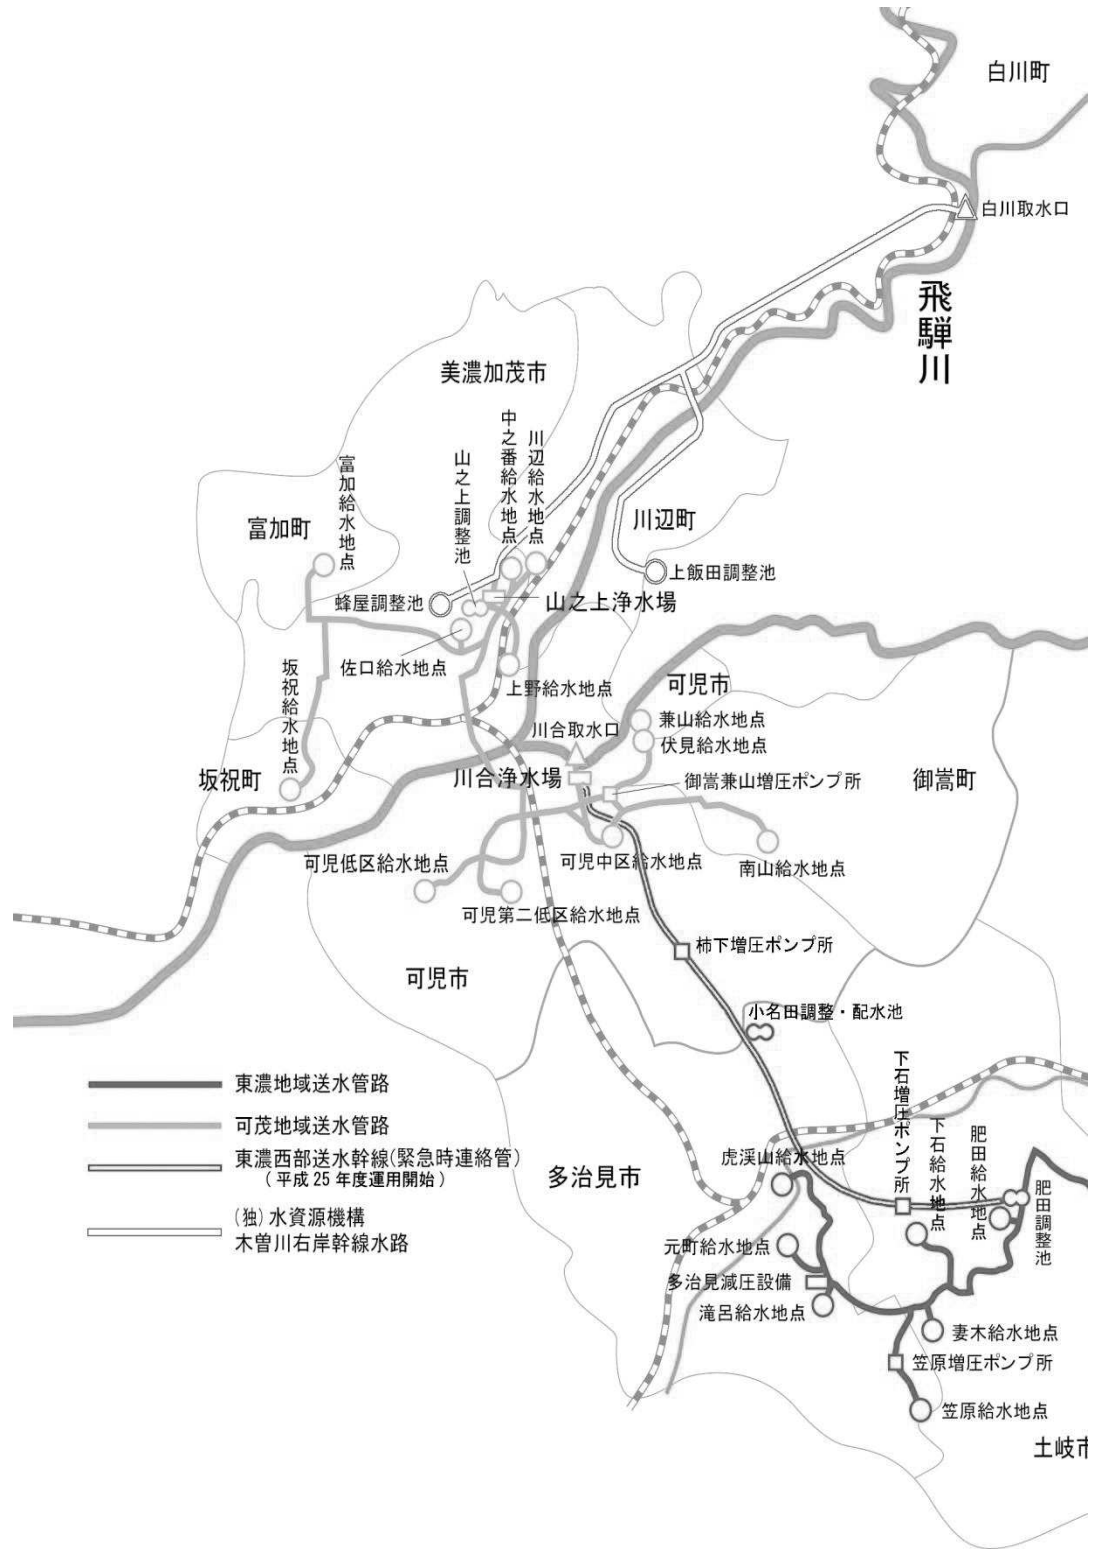 白川町
白川取水口
飛騨川
美濃加茂市
中之番給水地点
川辺給水地点
山之上調整池
富加給水地点
富加町
川辺町
上飯田調整池
蜂屋調整池
山之上浄水場
佐口給水地点
上野給水地点
坂祝給水地点
可児市
兼山給水地点
川合取水口
伏見給水地点
坂祝町
川合浄水場
御嵩兼山増圧ポンプ所
御嵩町
可児低区給水地点
可児中区給水地点
南山給水地点
可児第二低区給水地点
柿下増圧ポンプ所
可児市
小名田調整・配水池
東濃地域送水管路
可茂地域送水管路
東濃西部送水幹線(緊急時連絡管)
(平成25年度運用開始)
(独)水資源機構
木曽川右岸幹線水路
下石増圧ポンプ所
下石給水地点
肥田給水地点
肥田調整池
虎渓山給水地点
多治見市
元町給水地点
多治見減圧設備
滝呂給水地点
妻木給水地点
笠原増圧ポンプ所
笠原給水地点
土岐市